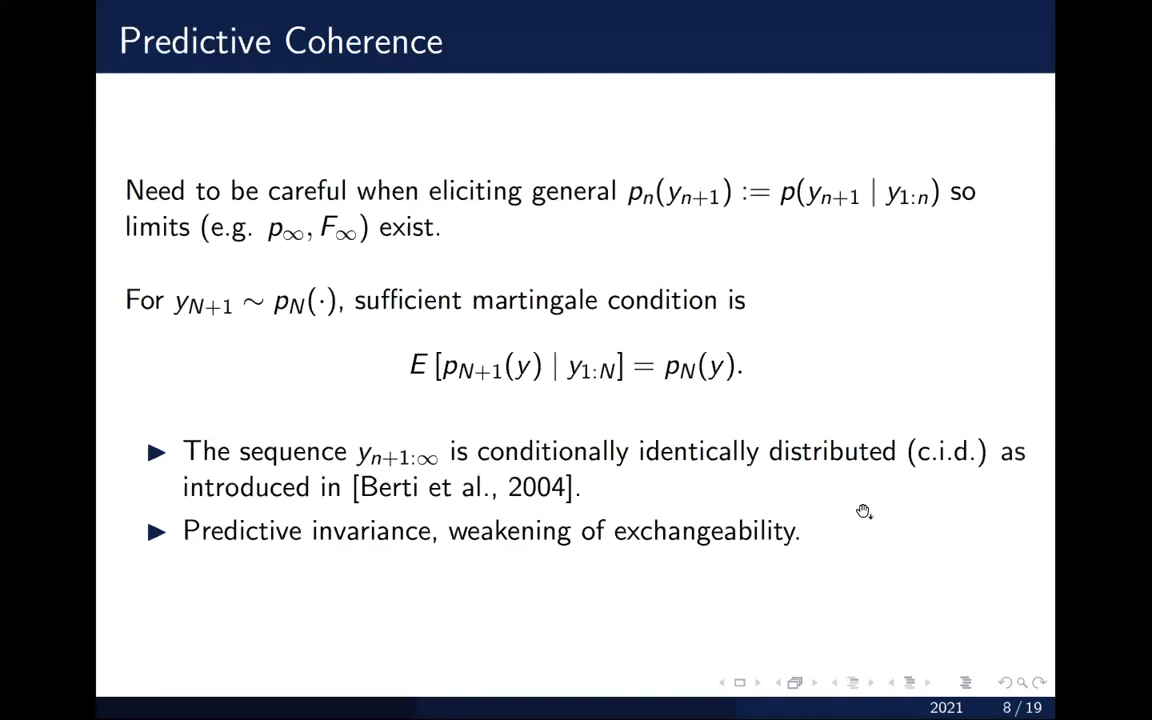 Predictive Coherence
Need to be careful when eliciting general pₙ(yₙ₊₁) := p(yₙ₊₁ | y₁:ₙ) so
limits (e.g. p∞, F∞) exist.
For y_{N+1} ∼ p_N(·), sufficient martingale condition is
E [p_{N+1}(y) | y_{1:N}] = p_N(y).
▶ The sequence y_{n+1:∞} is conditionally identically distributed (c.i.d.) as
introduced in [Berti et al., 2004].
▶ Predictive invariance, weakening of exchangeability.
2021 8 / 19